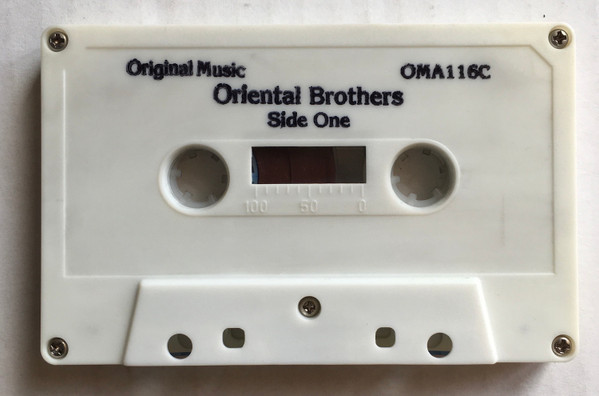 Original Music OMA116C
Oriental Brothers
Side One
100 50 0